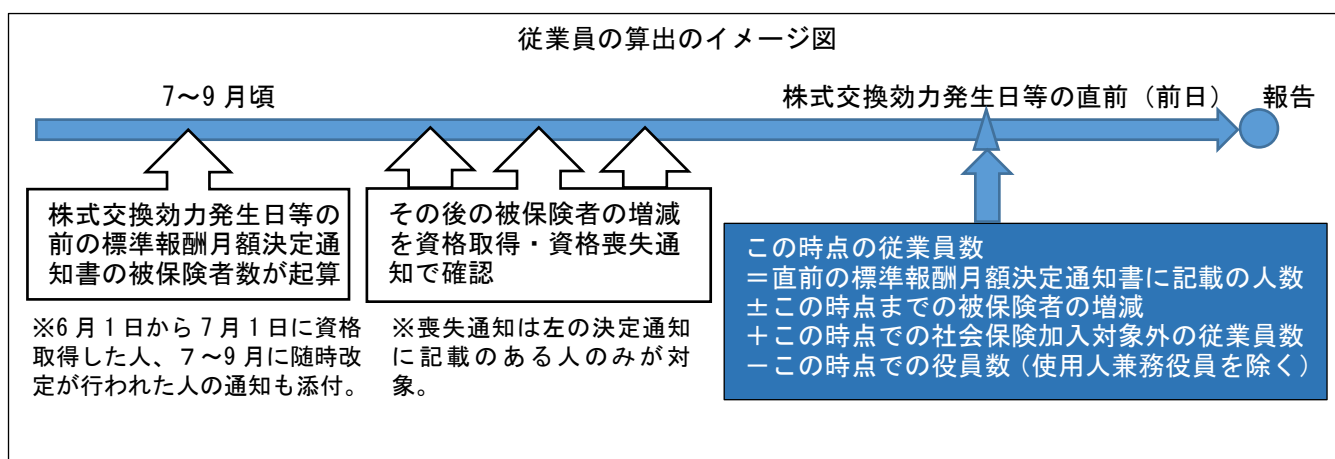 従業員の算出のイメージ図
7～9月頃
株式交換効力発生日等の直前（前日）
報告
株式交換効力発生日等の
前の標準報酬月額決定通
知書の被保険者数が起算
※6月1日から7月1日に資格
取得した人、７～9月に随時改
定が行われた人の通知も添付。
その後の被保険者の増減
を資格取得・資格喪失通
知で確認
※喪失通知は左の決定通知
に記載のある人のみが対
象。
この時点の従業員数
＝直前の標準報酬月額決定通知書に記載の人数
±この時点までの被保険者の増減
＋この時点での社会保険加入対象外の従業員数
－この時点での役員数（使用人兼務役員を除く）